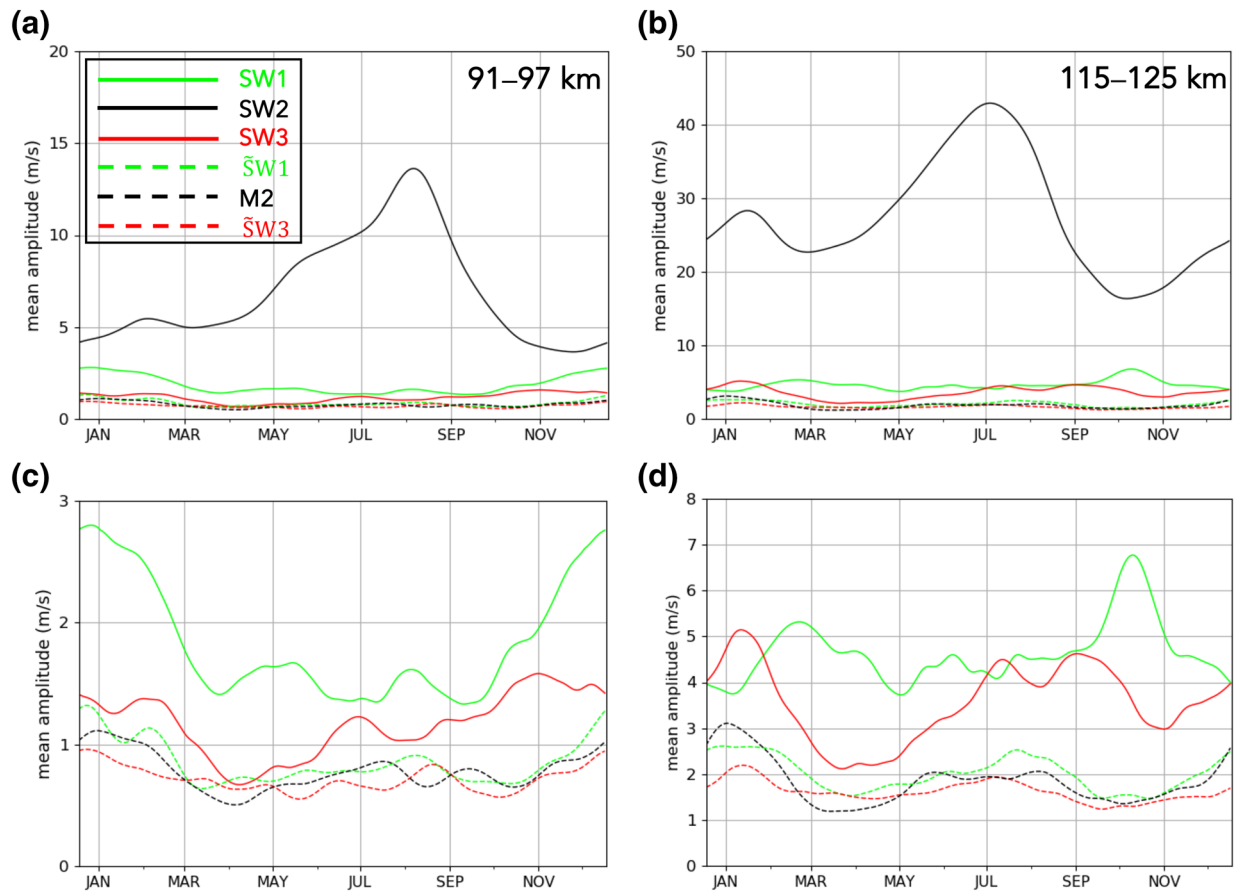 (a)
91–97 km
SW1
SW2
SW3
S̃W1
M2
S̃W3
mean amplitude (m/s)
20
15
10
5
0
JAN MAR MAY JUL SEP NOV
(b)
115–125 km
mean amplitude (m/s)
50
40
30
20
10
0
JAN MAR MAY JUL SEP NOV
(c)
mean amplitude (m/s)
3
2
1
0
JAN MAR MAY JUL SEP NOV
(d)
mean amplitude (m/s)
8
7
6
5
4
3
2
1
0
JAN MAR MAY JUL SEP NOV